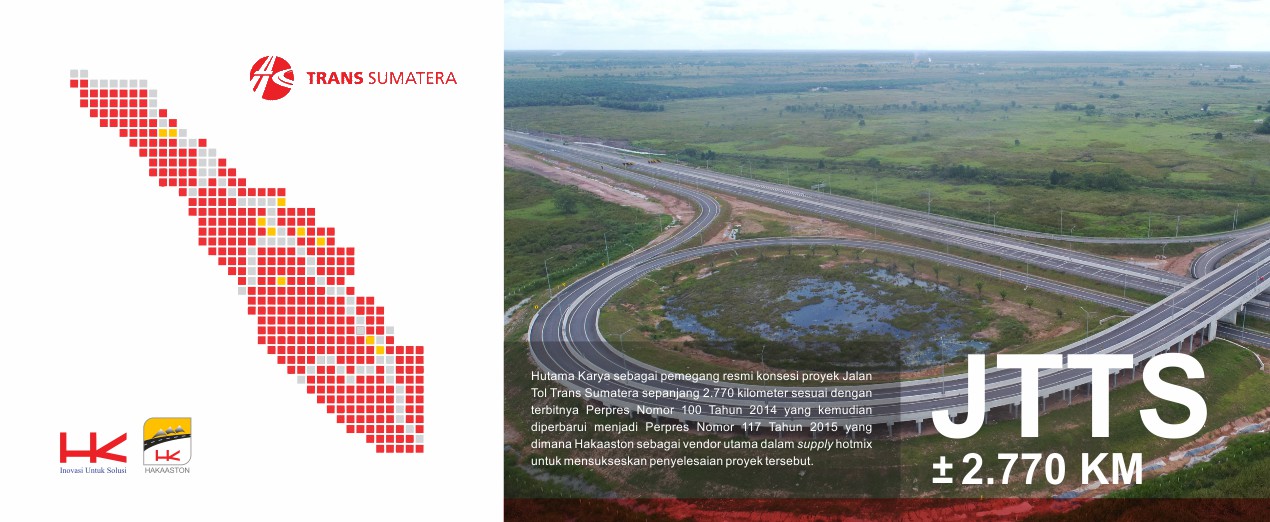 TRANS SUMATERA
HK
Inovasi Untuk Solusi
HK
HAKAASTON
Hutama Karya sebagai pemegang resmi konsesi proyek Jalan
Tol Trans Sumatera sepanjang 2.770 kilometer sesuai dengan
terbitnya Perpres Nomor 100 Tahun 2014 yang kemudian
diperbarui menjadi Perpres Nomor 117 Tahun 2015 yang
dimana Hakaaston sebagai vendor utama dalam supply hotmix
untuk mensukseskan penyelesaian proyek tersebut.
JTTS
± 2.770 KM